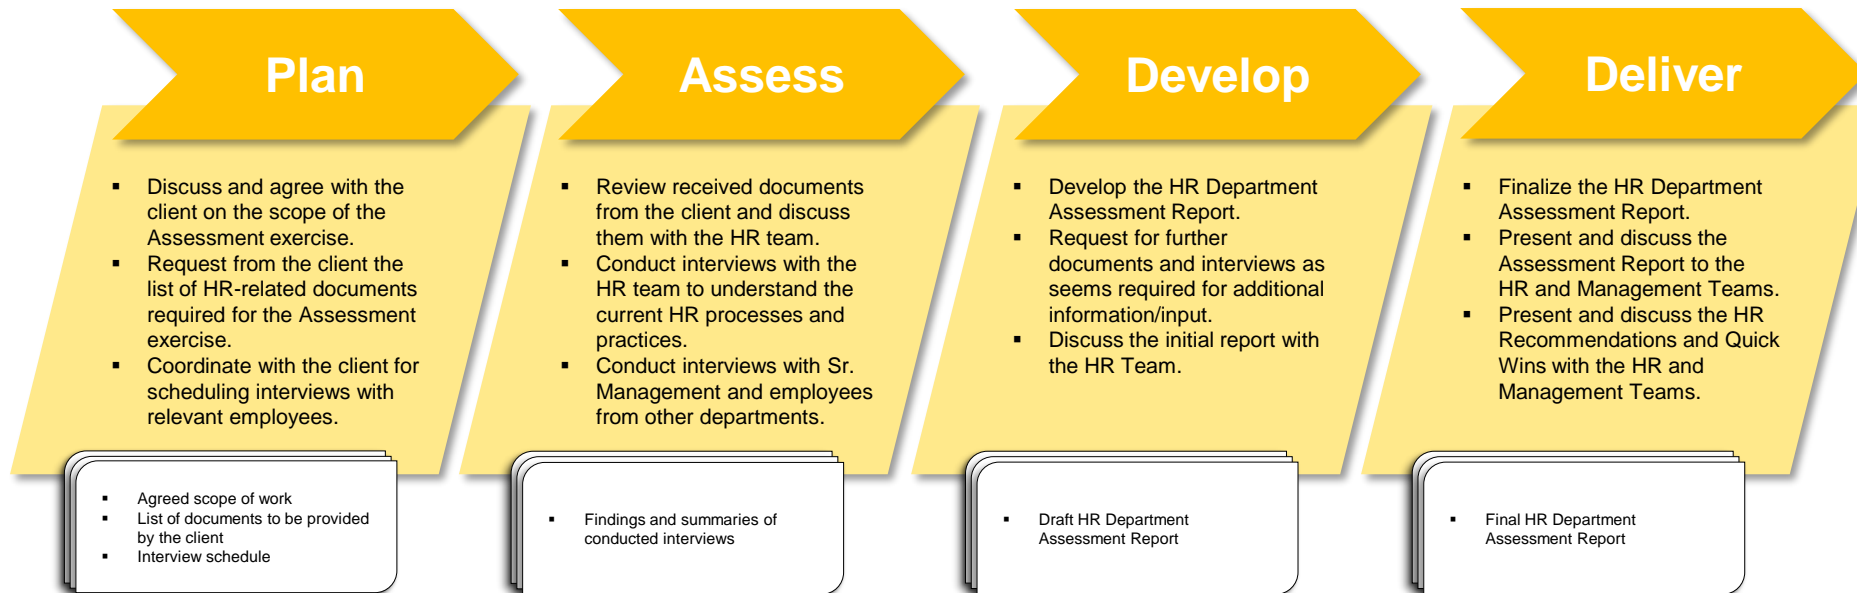 Plan
▪ Discuss and agree with the
client on the scope of the
Assessment exercise.
▪ Request from the client the
list of HR-related documents
required for the Assessment
exercise.
▪ Coordinate with the client for
scheduling interviews with
relevant employees.
▪ Agreed scope of work
▪ List of documents to be provided
by the client
▪ Interview schedule
Assess
▪ Review received documents
from the client and discuss
them with the HR team.
▪ Conduct interviews with the
HR team to understand the
current HR processes and
practices.
▪ Conduct interviews with Sr.
Management and employees
from other departments.
▪ Findings and summaries of
conducted interviews
Develop
▪ Develop the HR Department
Assessment Report.
▪ Request for further
documents and interviews as
seems required for additional
information/input.
▪ Discuss the initial report with
the HR Team.
▪ Draft HR Department
Assessment Report
Deliver
▪ Finalize the HR Department
Assessment Report.
▪ Present and discuss the
Assessment Report to the
HR and Management Teams.
▪ Present and discuss the HR
Recommendations and Quick
Wins with the HR and
Management Teams.
▪ Final HR Department
Assessment Report